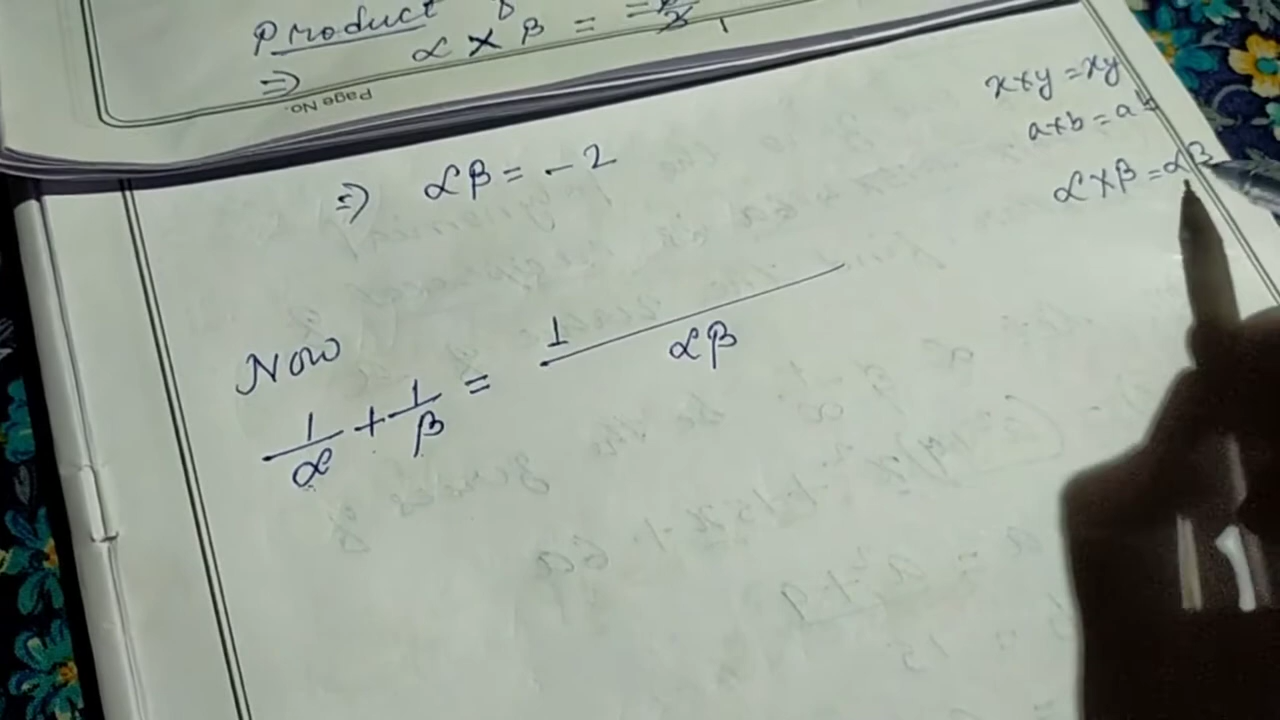 Product
⇒ α × β =
Page No.
x×y = xy
a×b = ab
⇒ αβ = -2
α×β = αβ
Now
1/α + 1/β = 1/αβ